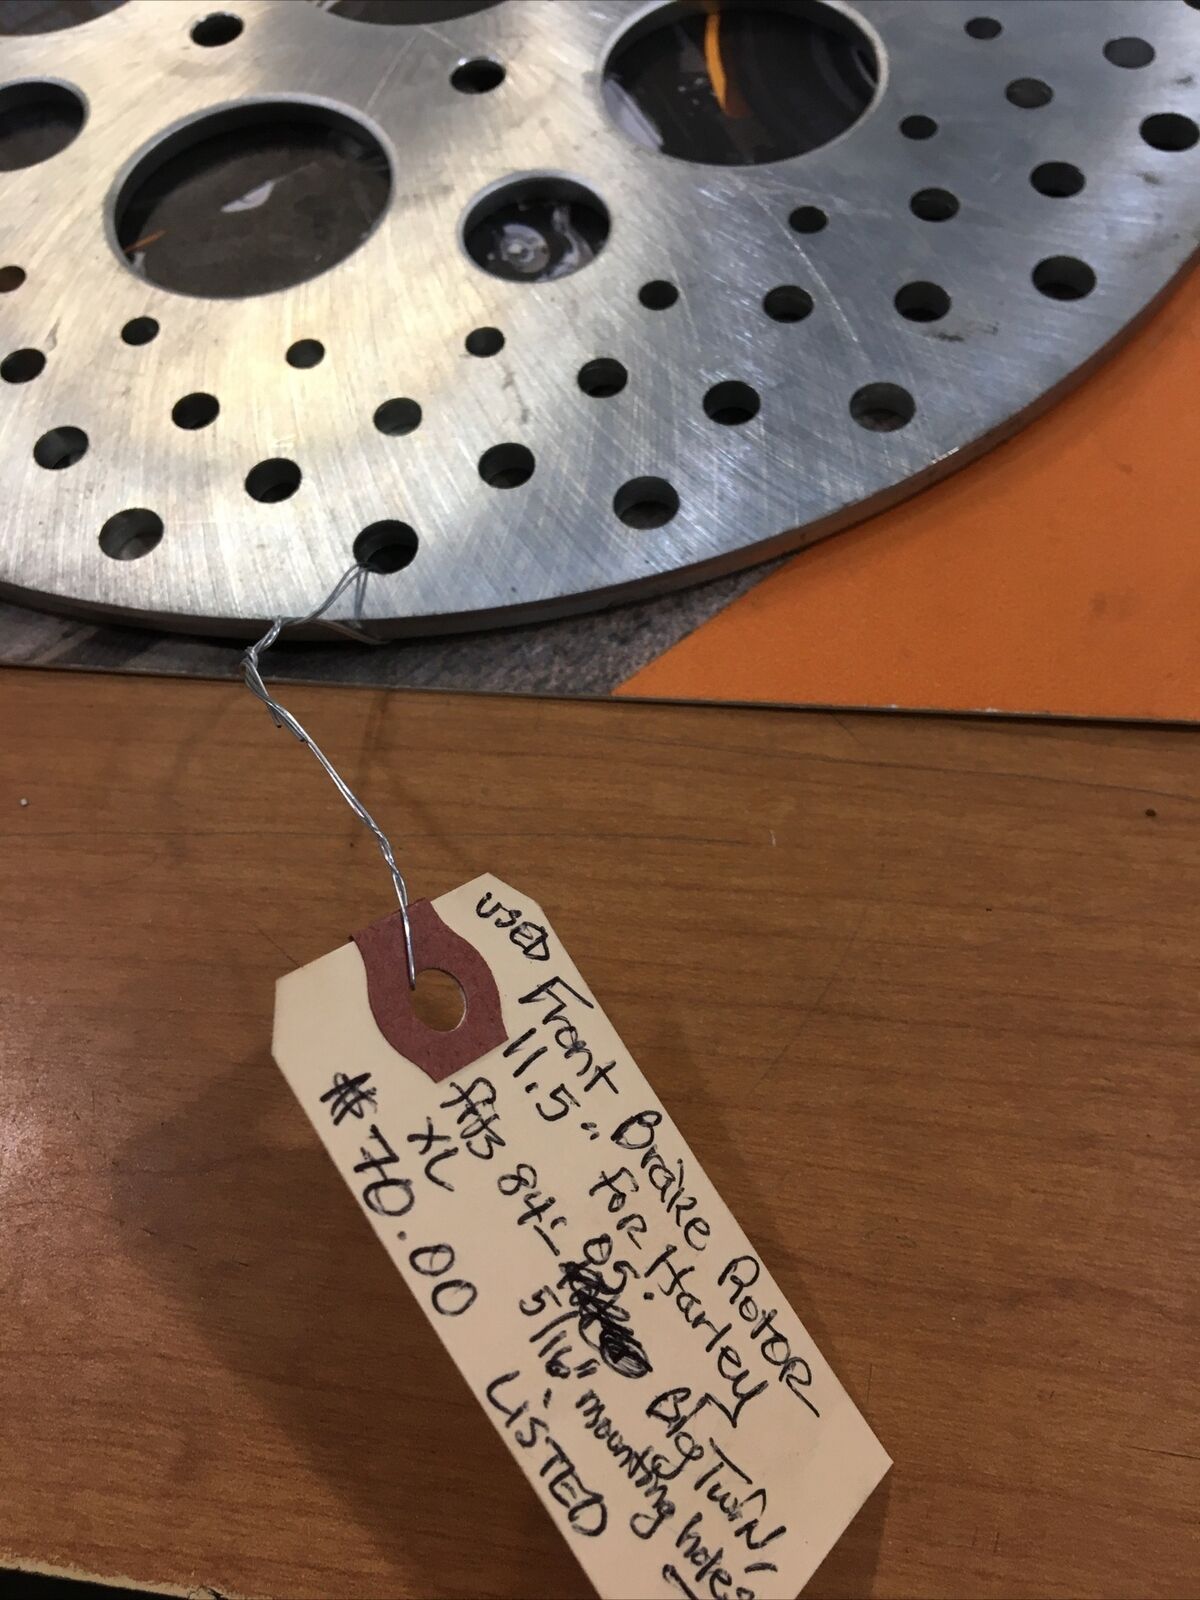 USED Front Brake Rotor
11.5" FOR Harley
fits 84'-05' Big Twin,
XL 5/16" mounting holes
$70.00 LiSTED